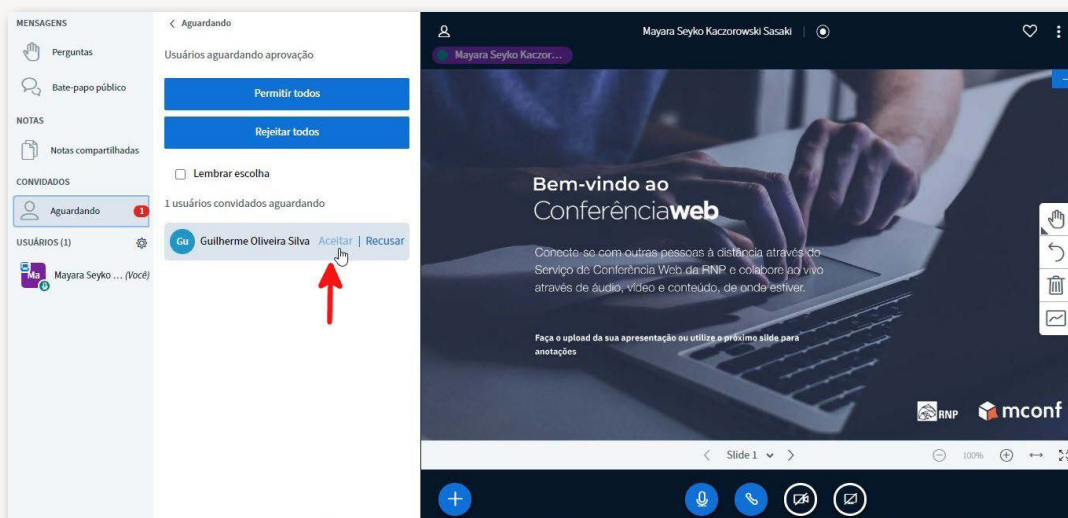 MENSAGENS
Perguntas
Bate-papo público
NOTAS
Notas compartilhadas
CONVIDADOS
Aguardando 1
USUÁRIOS (1)
Ma Mayara Seyko ... (Você)
Aguardando
Usuários aguardando aprovação
Permitir todos
Rejeitar todos
Lembrar escolha
1 usuários convidados aguardando
Gu Guilherme Oliveira Silva Aceitar | Recusar
Mayara Seyko Kaczorowski Sasaki
Mayara Seyko Kaczor...
Bem-vindo ao
Conferênciaweb
Conecte-se com outras pessoas à distância através do
Serviço de Conferência Web da RNP e colabore ao vivo
através de áudio, vídeo e conteúdo, de onde estiver.
Faça o upload da sua apresentação ou utilize o próximo slide para
anotações
RNP mconf
Slide 1 100%